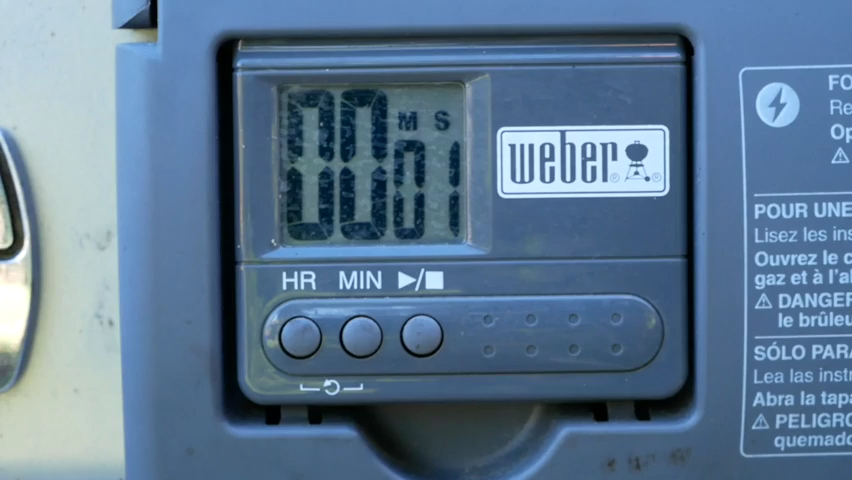 00 01
M S
weber
HR MIN ▶/■
FO
Re
Op
POUR UNE
Lisez les ins
Ouvrez le c
gaz et à l'al
DANGER
le brûleu
SÓLO PARA
Lea las instr
Abra la tapa
PELIGRO
quemado